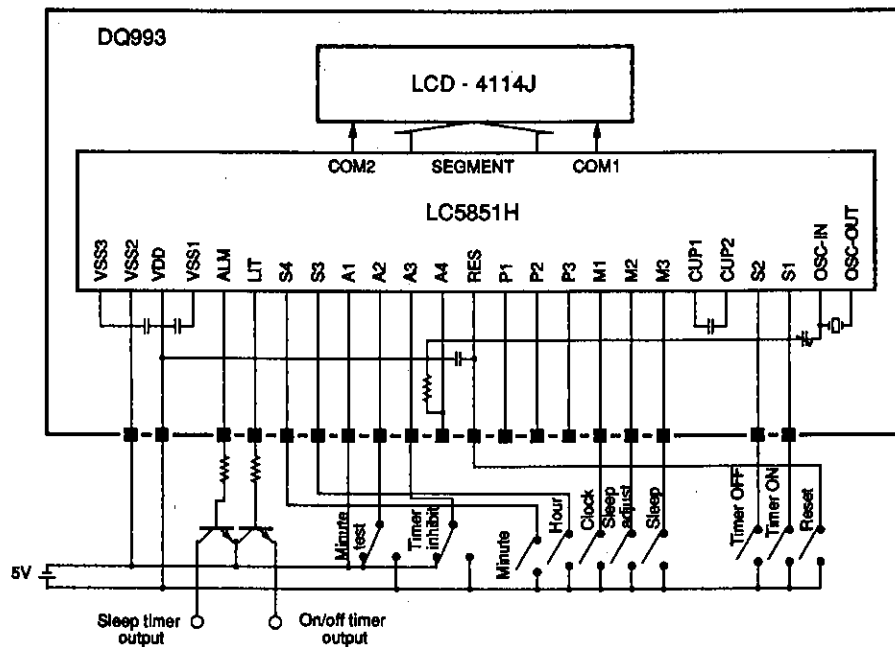 DQ993
LCD - 4114J
COM2
SEGMENT
COM1
LC5851H
VSS3
VSS2
VDD
VSS1
ALM
LIT
S4
S3
A1
A2
A3
A4
RES
P1
P2
P3
M1
M2
M3
CUP1
CUP2
S2
S1
OSC-IN
OSC-OUT
Minute
test
Timer
inhibit
Minute
Hour
Clock
Sleep
adjust
Sleep
Timer OFF
Timer ON
Reset
5V
Sleep timer
output
On/off timer
output